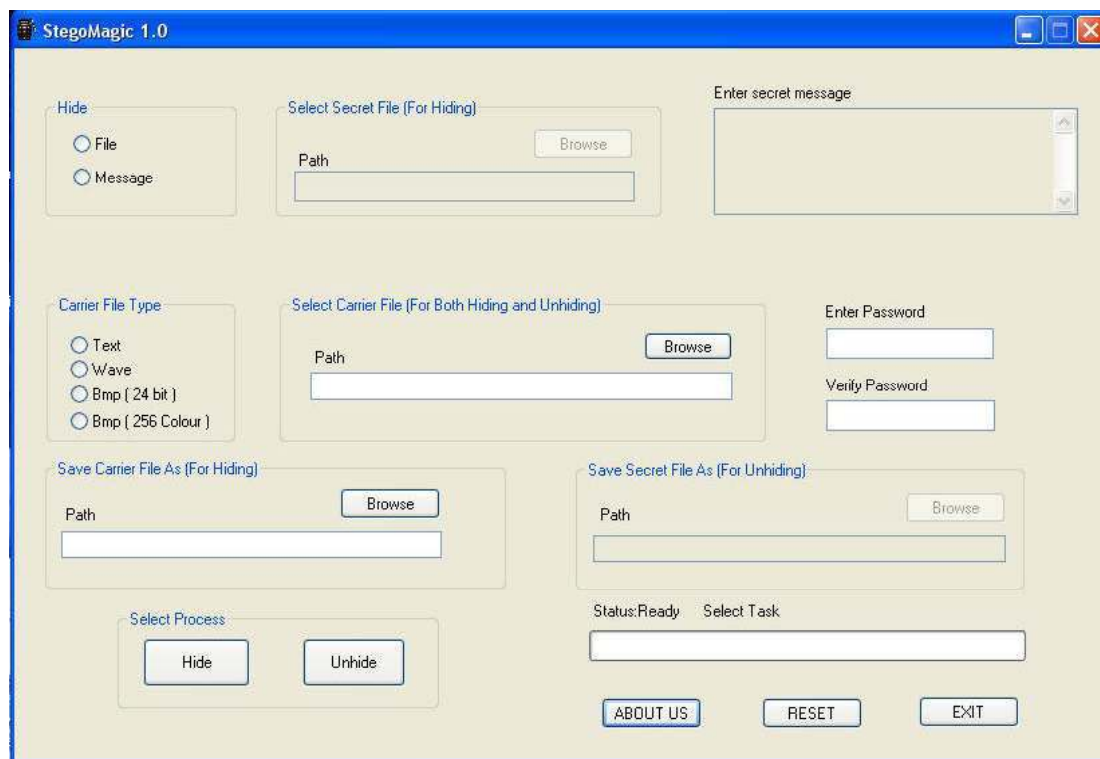 StegoMagic 1.0
Hide
File
Message
Select Secret File (For Hiding)
Browse
Path
Enter secret message
Carrier File Type
Text
Wave
Bmp ( 24 bit )
Bmp ( 256 Colour )
Select Carrier File (For Both Hiding and Unhiding)
Browse
Path
Enter Password
Verify Password
Save Carrier File As (For Hiding)
Browse
Path
Save Secret File As (For Unhiding)
Browse
Path
Select Process
Hide
Unhide
Status:Ready Select Task
ABOUT US
RESET
EXIT